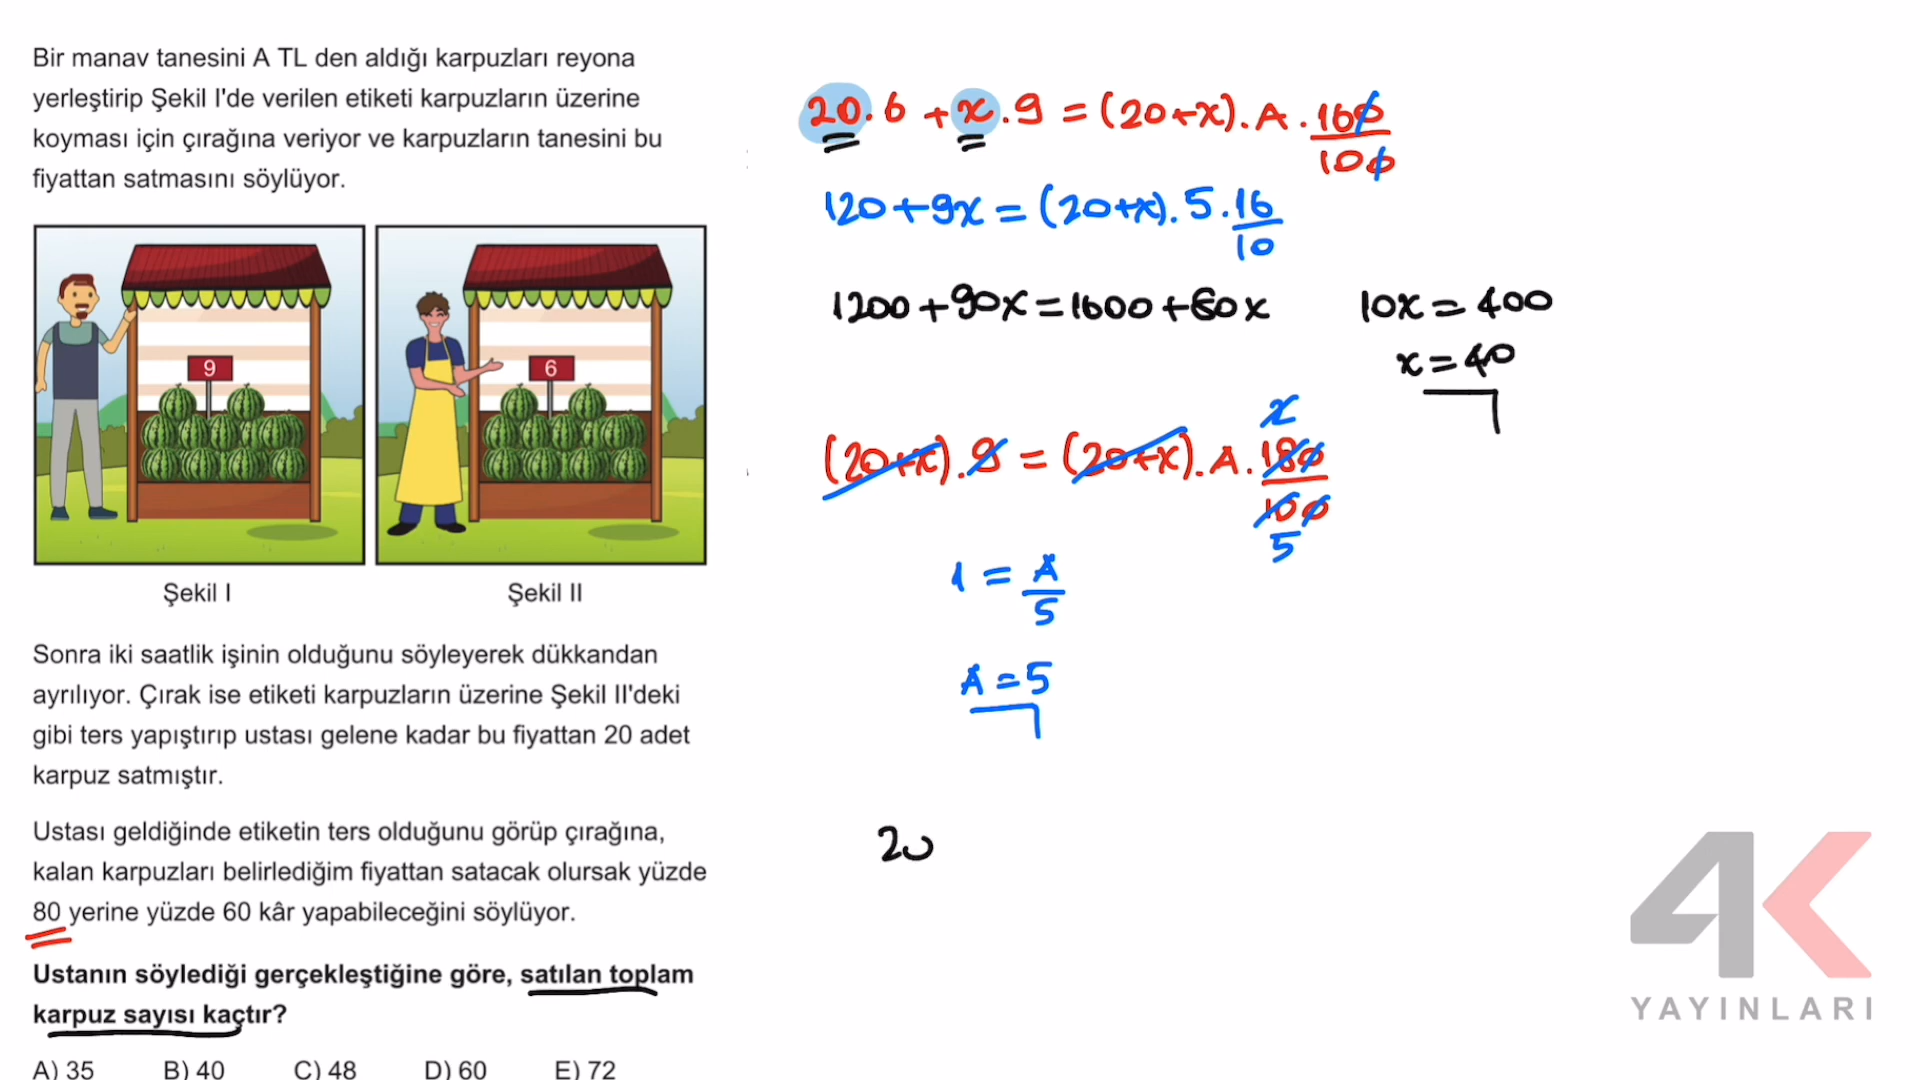 Bir manav tanesini A TL den aldığı karpuzları reyona
yerleştirip Şekil I'de verilen etiketi karpuzların üzerine
koyması için çırağına veriyor ve karpuzların tanesini bu
fiyattan satmasını söylüyor.
9
6
Şekil I
Şekil II
Sonra iki saatlik işinin olduğunu söyleyerek dükkandan
ayrılıyor. Çırak ise etiketi karpuzların üzerine Şekil II'deki
gibi ters yapıştırıp ustası gelene kadar bu fiyattan 20 adet
karpuz satmıştır.
Ustası geldiğinde etiketin ters olduğunu görüp çırağına,
kalan karpuzları belirlediğim fiyattan satacak olursak yüzde
80 yerine yüzde 60 kâr yapabileceğini söylüyor.
Ustanın söylediği gerçekleştiğine göre, satılan toplam
karpuz sayısı kaçtır?
A) 35 B) 40 C) 48 D) 60 E) 72
20.6 + x.9 = (20+x).A.160/100
120+9x = (20+x).5.16/10
1200+90x=1600+80x
10x=400
x=40
(20+x).9 = (20+x).A.180/100
x
5
1 = A/5
A=5
20
4K
YAYINLARI